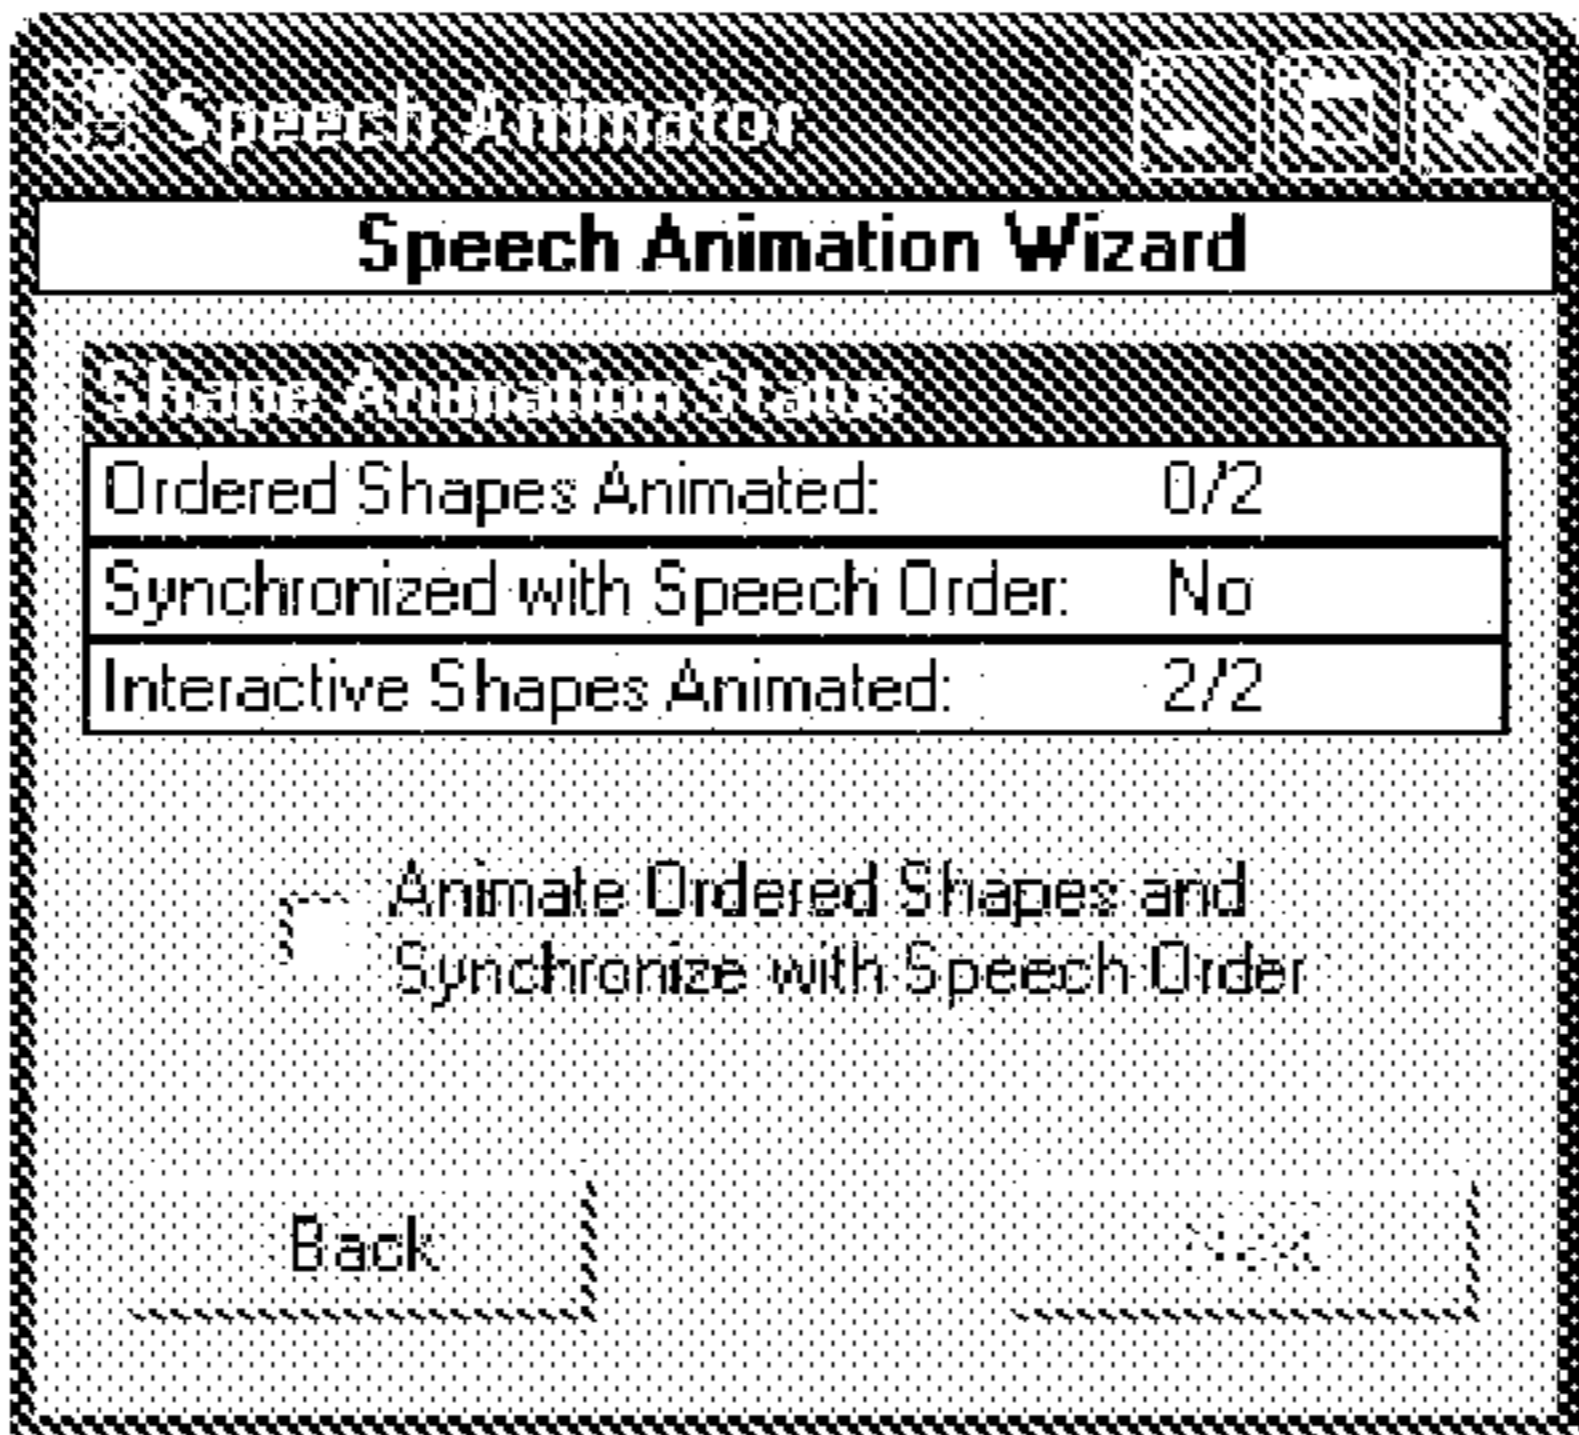 Speech Animator
Speech Animation Wizard
Shape Animation Status
Ordered Shapes Animated: 0/2
Synchronized with Speech Order: No
Interactive Shapes Animated: 2/2
Animate Ordered Shapes and
Synchronize with Speech Order
Back